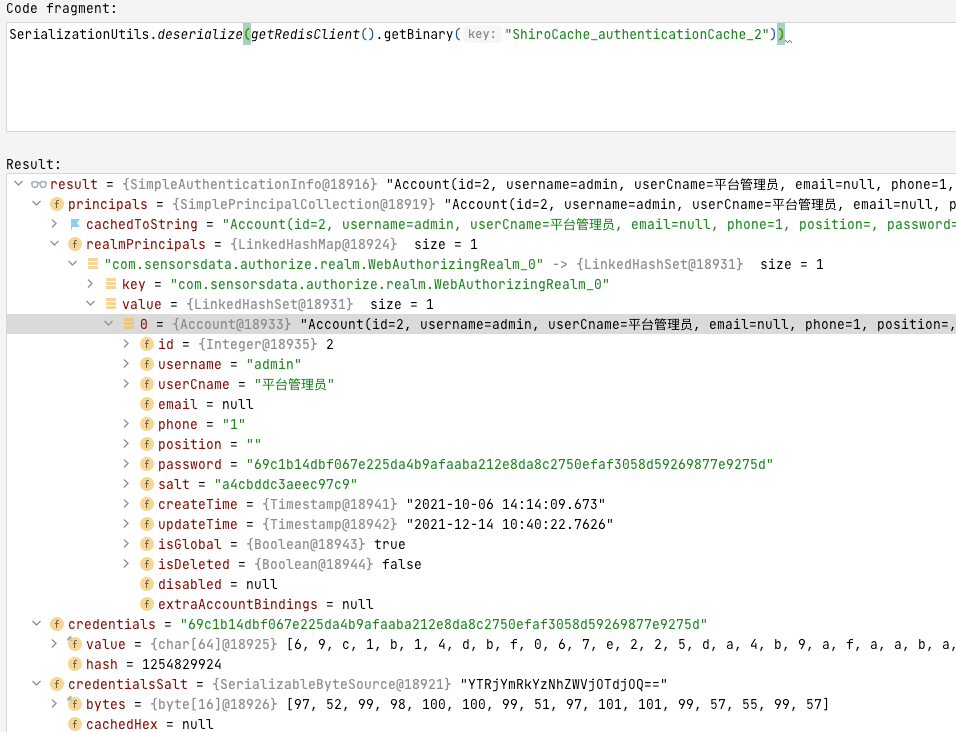 Code fragment:
SerializationUtils.deserialize(getRedisClient().getBinary( key: "ShiroCache_authenticationCache_2"))
Result:
result = {SimpleAuthenticationInfo@18916} "Account(id=2, username=admin, userCname=平台管理员, email=null, phone=1,
principals = {SimplePrincipalCollection@18919} "Account(id=2, username=admin, userCname=平台管理员, email=null, p
cachedToString = "Account(id=2, username=admin, userCname=平台管理员, email=null, phone=1, position=, password=
realmPrincipals = {LinkedHashMap@18924} size = 1
"com.sensorsdata.authorize.realm.WebAuthorizingRealm_0" -> {LinkedHashSet@18931} size = 1
key = "com.sensorsdata.authorize.realm.WebAuthorizingRealm_0"
value = {LinkedHashSet@18931} size = 1
0 = {Account@18933} "Account(id=2, username=admin, userCname=平台管理员, email=null, phone=1, position=,
f id = {Integer@18935} 2
f username = "admin"
f userCname = "平台管理员"
f email = null
f phone = "1"
f position = ""
f password = "69c1b14dbf067e225da4b9afaaba212e8da8c2750efaf3058d59269877e9275d"
f salt = "a4cbddc3aeec97c9"
f createTime = {Timestamp@18941} "2021-10-06 14:14:09.673"
f updateTime = {Timestamp@18942} "2021-12-14 10:40:22.7626"
f isGlobal = {Boolean@18943} true
f isDeleted = {Boolean@18944} false
f disabled = null
f extraAccountBindings = null
f credentials = "69c1b14dbf067e225da4b9afaaba212e8da8c2750efaf3058d59269877e9275d"
f value = {char[64]@18925} [6, 9, c, 1, b, 1, 4, d, b, f, 0, 6, 7, e, 2, 2, 5, d, a, 4, b, 9, a, f, a, a, b, a,
f hash = 1254829924
f credentialsSalt = {SerializableByteSource@18921} "YTRjYmRkYzNhZWVjOTdjOQ=="
f bytes = {byte[16]@18926} [97, 52, 99, 98, 100, 100, 99, 51, 97, 101, 101, 99, 57, 55, 99, 57]
f cachedHex = null